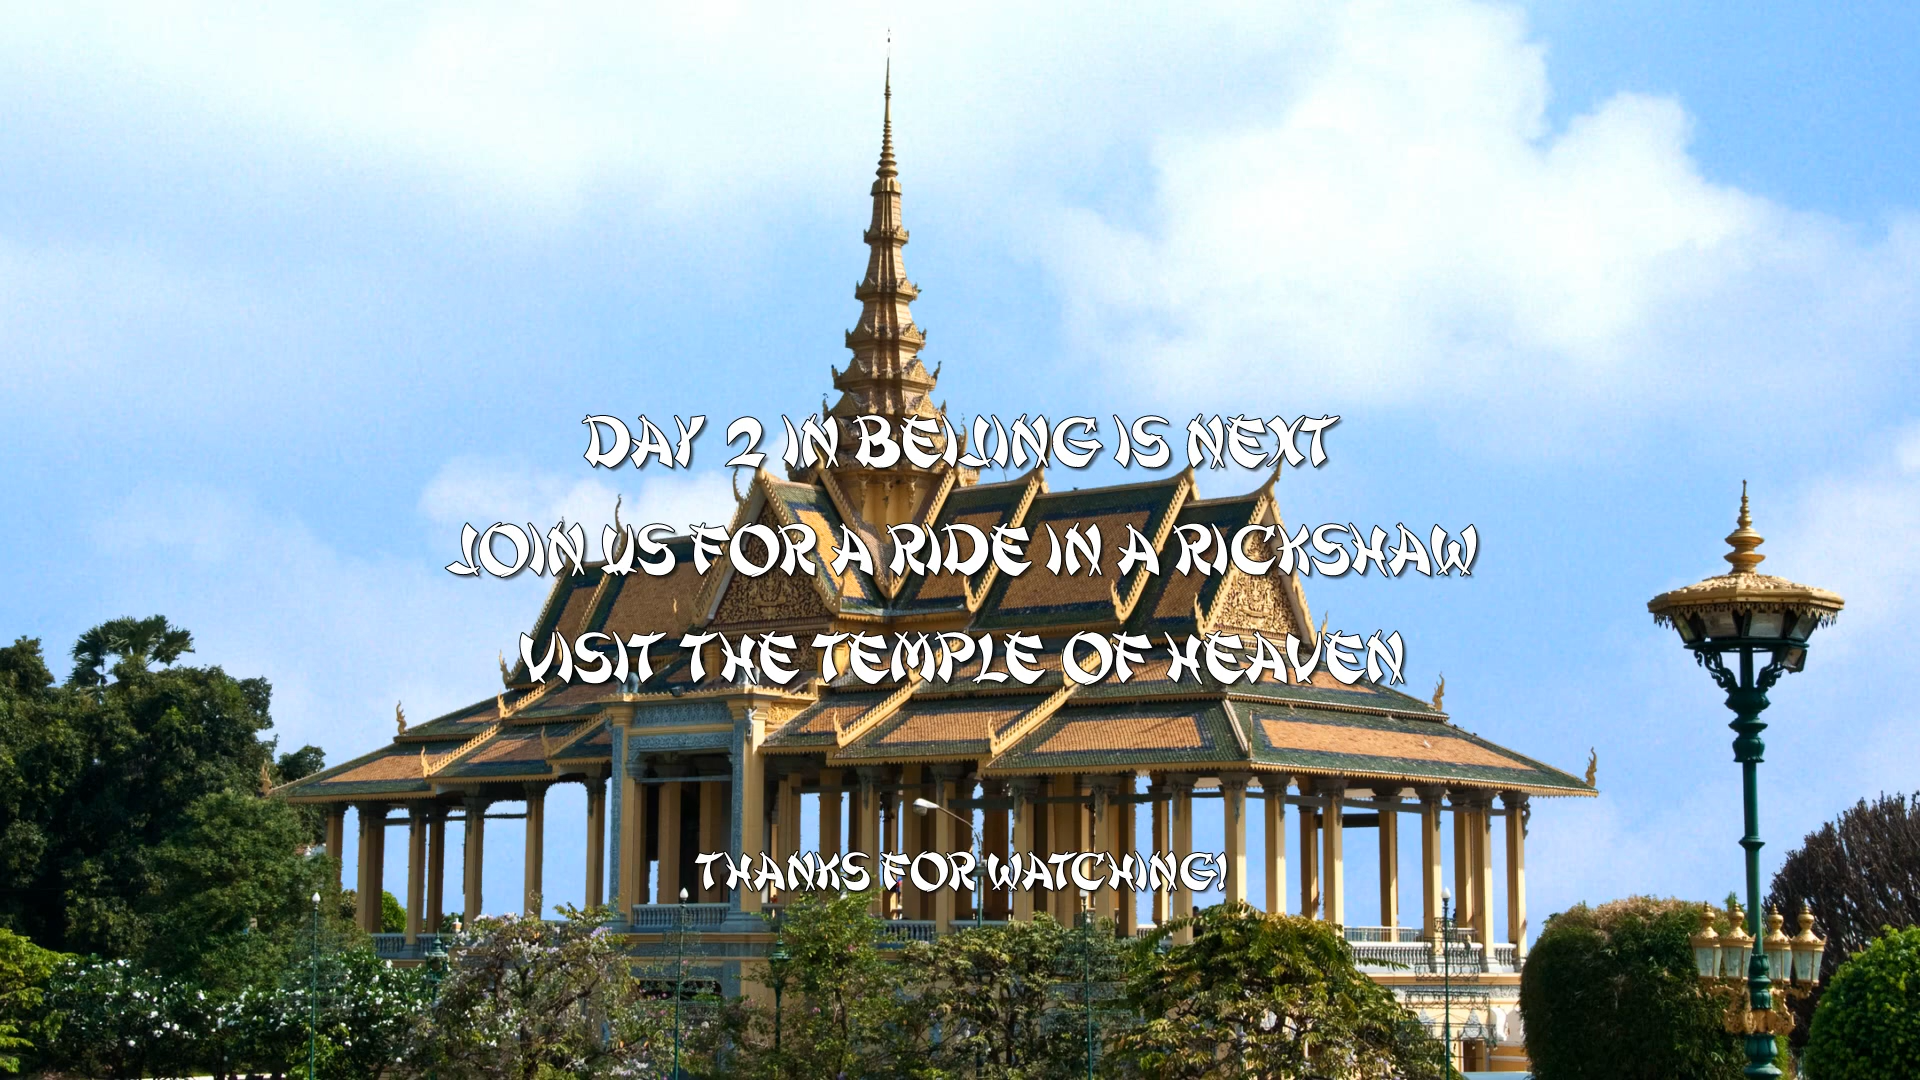 DAY 2 IN BEIJING IS NEXT
JOIN US FOR A RIDE IN A RICKSHAW
VISIT THE TEMPLE OF HEAVEN
THANKS FOR WATCHING!